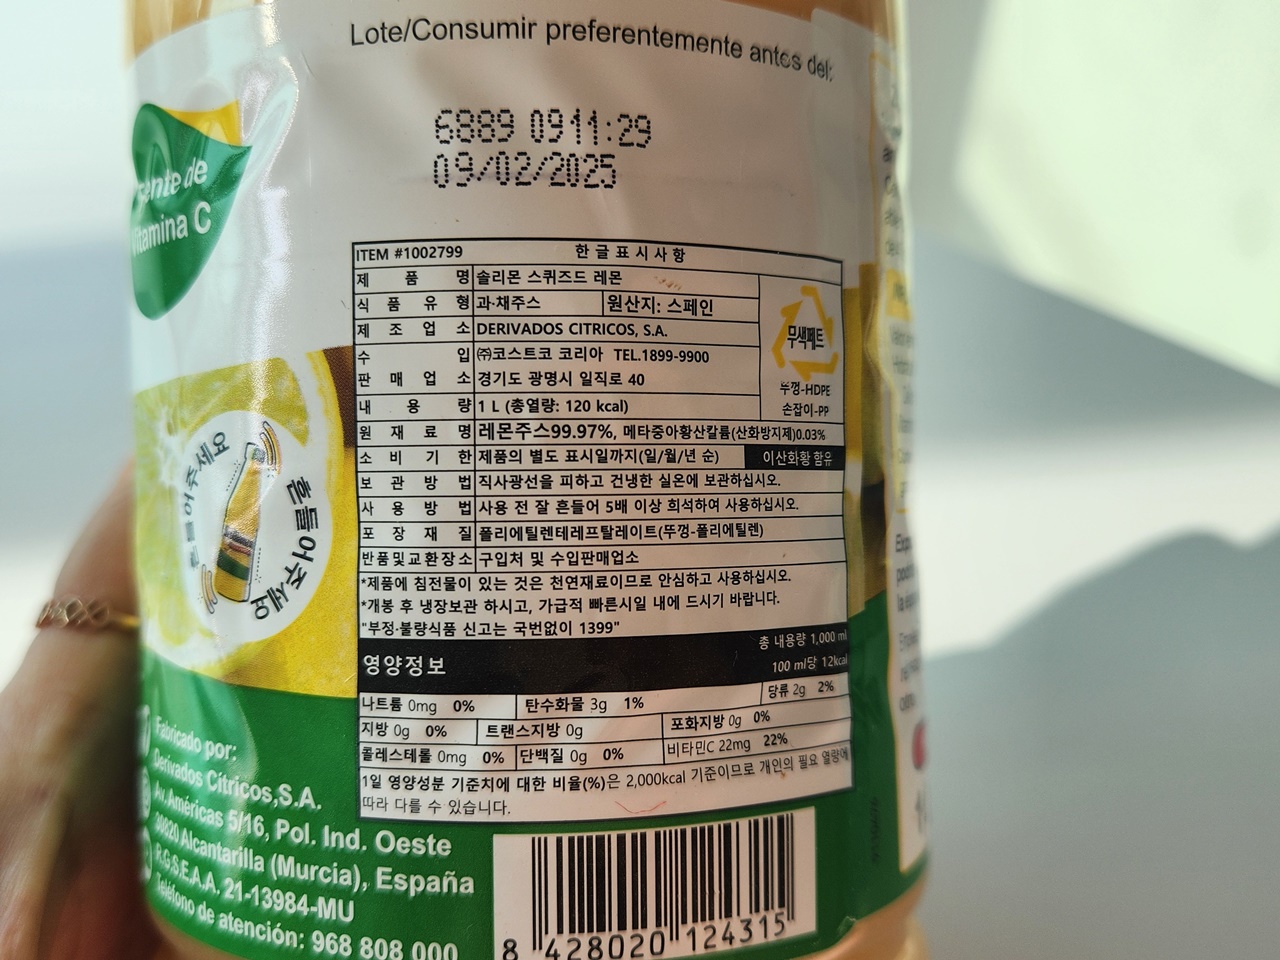 Lote/Consumir preferentemente antes del:
6889 0911:29
09/02/2025
ente de
Vitamina C
ITEM #1002799 한글표시사항
제품명 솔리몬 스퀴즈드 레몬
식품유형 과·채주스 원산지: 스페인
제조업소 DERIVADOS CITRICOS, S.A.
수입 ㈜코스트코 코리아 TEL.1899-9900
판매업소 경기도 광명시 일직로 40
내용량 1 L (총열량: 120 kcal)
무색페트
뚜껑-HDPE
손잡이-PP
원재료명 레몬주스99.97%, 메타중아황산칼륨(산화방지제)0.03%
소비기한 제품의 별도 표시일까지(일/월/년 순) 이산화황 함유
보관방법 직사광선을 피하고 건냉한 실온에 보관하십시오.
사용방법 사용 전 잘 흔들어 5배 이상 희석하여 사용하십시오.
포장재질 폴리에틸렌테레프탈레이트(뚜껑-폴리에틸렌)
반품및교환장소 구입처 및 수입판매업소
*제품에 침전물이 있는 것은 천연재료이므로 안심하고 사용하십시오.
*개봉 후 냉장보관 하시고, 가급적 빠른시일 내에 드시기 바랍니다.
"부정·불량식품 신고는 국번없이 1399"
영양정보
총 내용량 1,000 ml
100 ml당 12kcal
나트륨 0mg 0% 탄수화물 3g 1% 당류 2g 2%
지방 0g 0% 트랜스지방 0g 포화지방 0g 0%
콜레스테롤 0mg 0% 단백질 0g 0% 비타민C 22mg 22%
1일 영양성분 기준치에 대한 비율(%)은 2,000kcal 기준이므로 개인의 필요 열량에
따라 다를 수 있습니다.
흔들어주세요
흔들어주세요
Fabricado por:
Derivados Cítricos,S.A.
Av. Américas 5/16, Pol. Ind. Oeste
30820 Alcantarilla (Murcia), España
R.G.S.E.A.A. 21-13984-MU
Teléfono de atención: 968 808 000
8 428020 124315